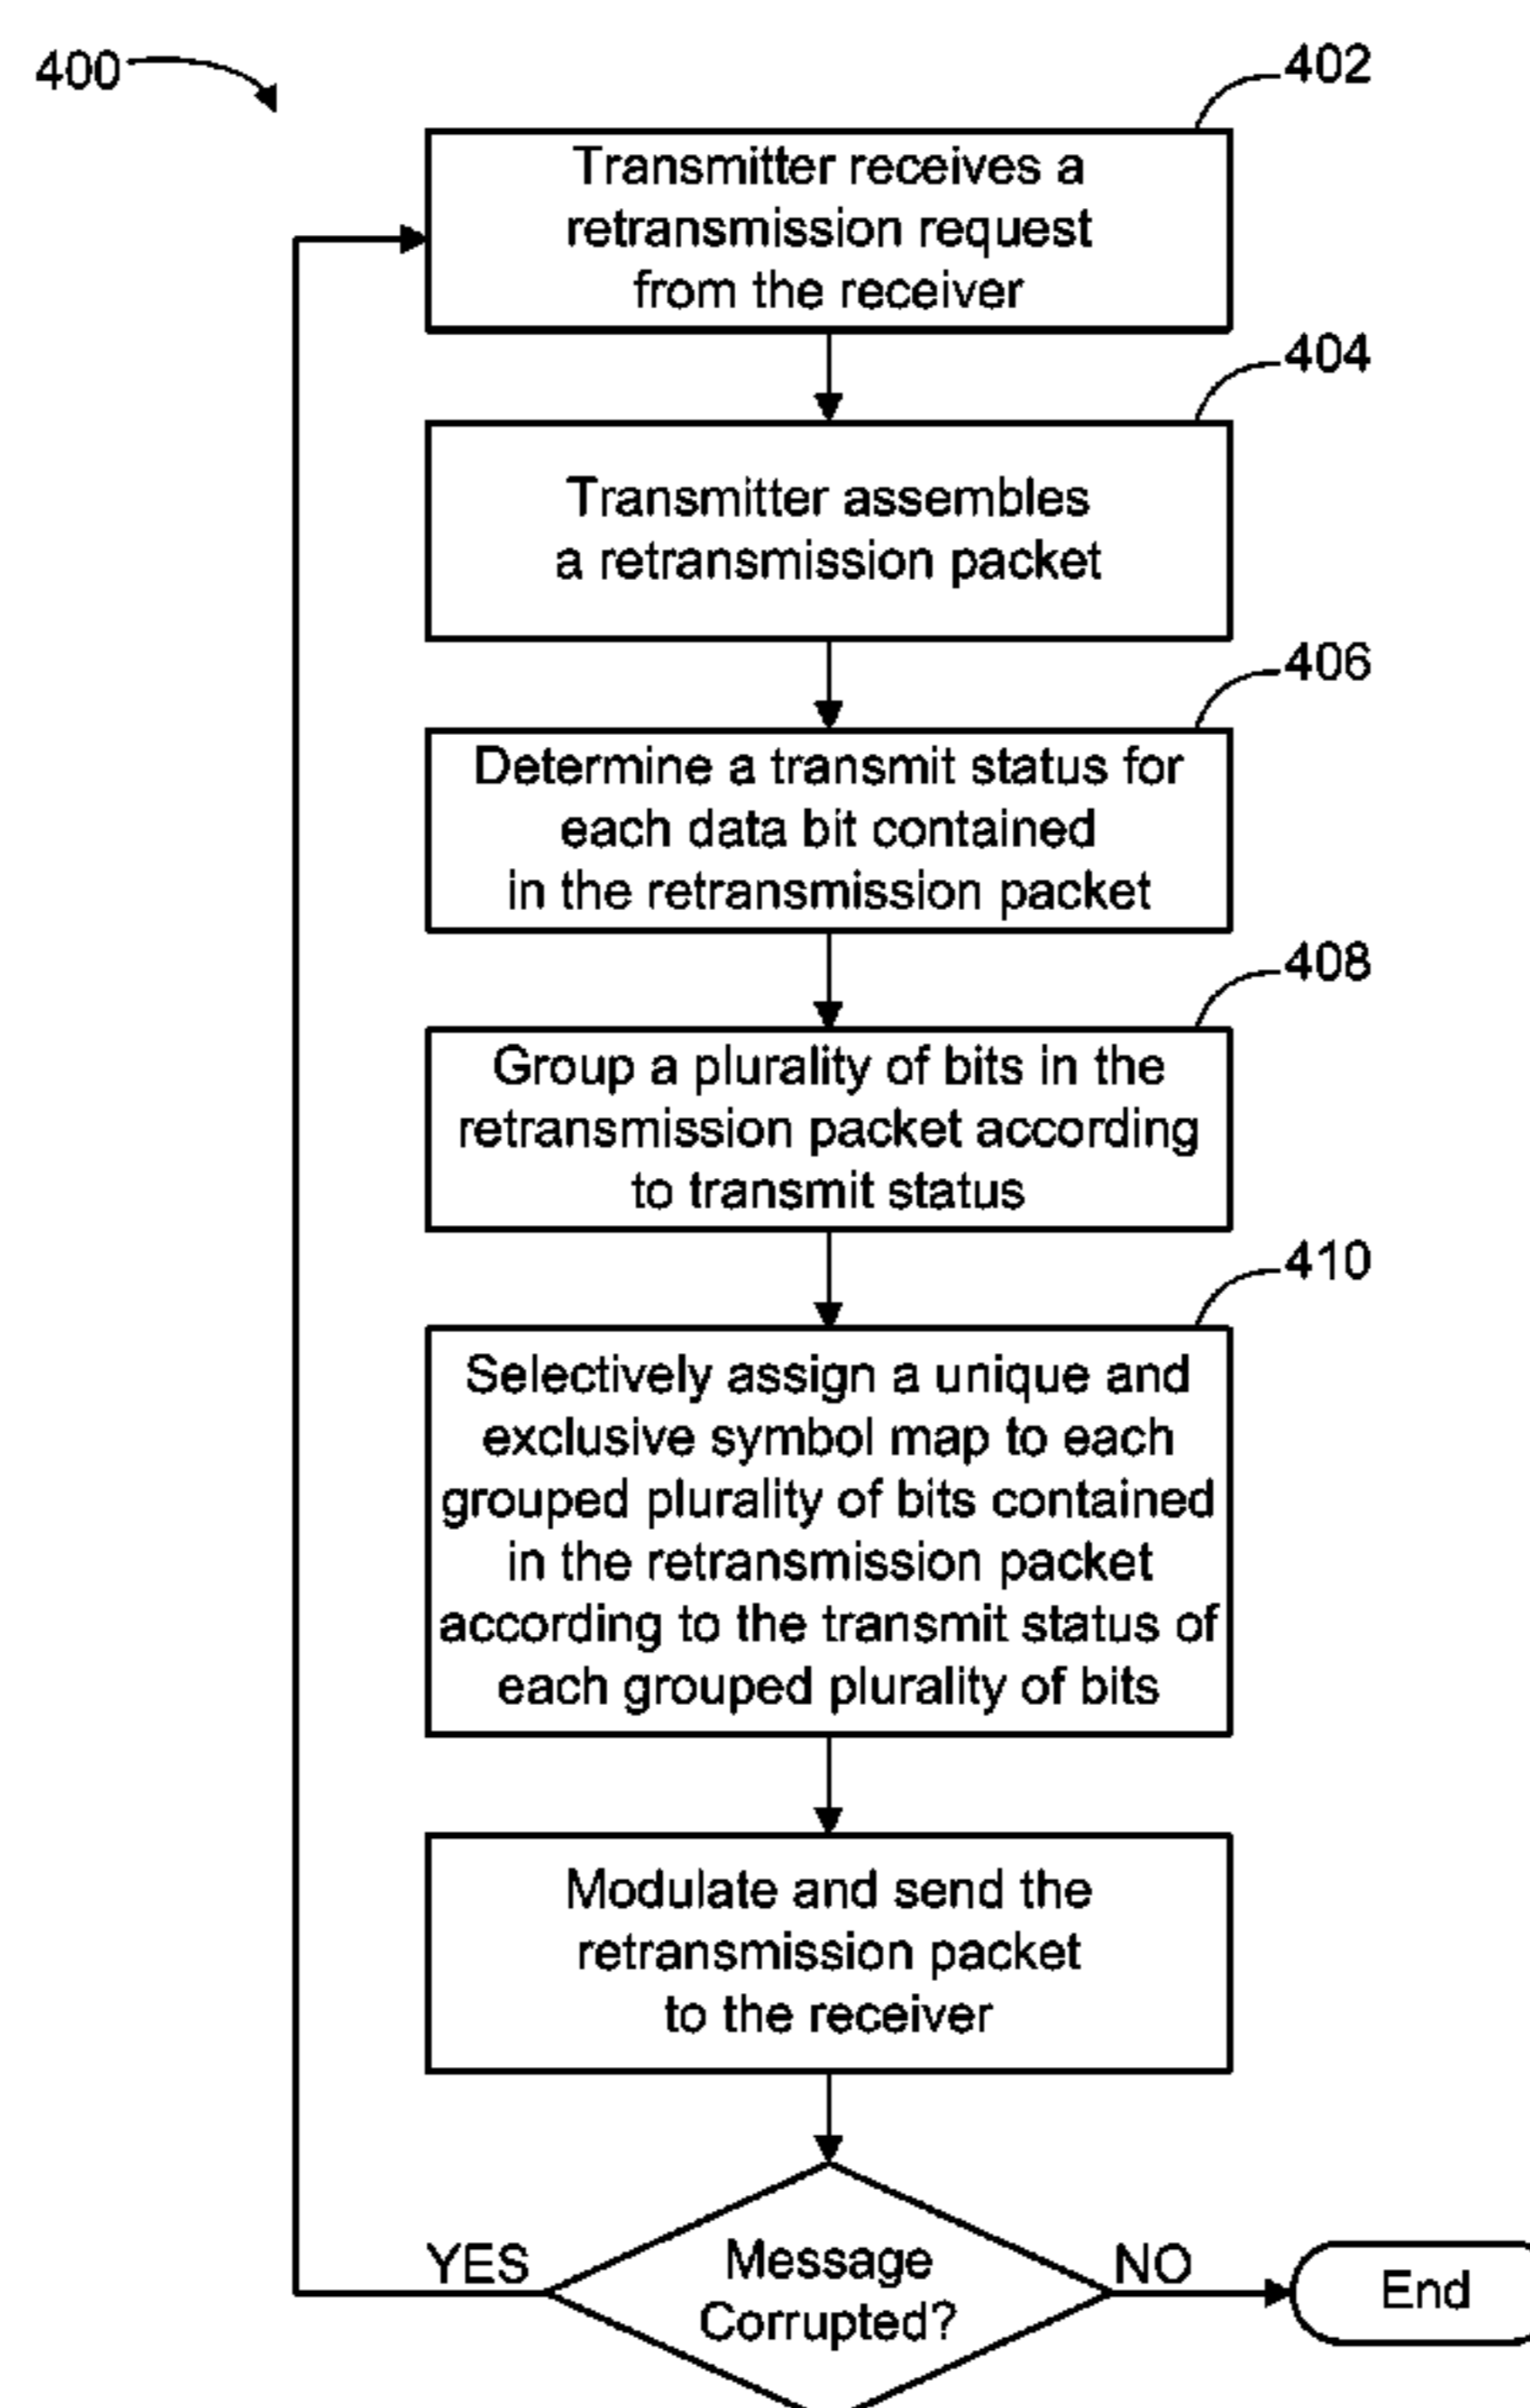 400
402
Transmitter receives a
retransmission request
from the receiver
404
Transmitter assembles
a retransmission packet
406
Determine a transmit status for
each data bit contained
in the retransmission packet
408
Group a plurality of bits in the
retransmission packet according
to transmit status
410
Selectively assign a unique and
exclusive symbol map to each
grouped plurality of bits contained
in the retransmission packet
according to the transmit status of
each grouped plurality of bits
Modulate and send the
retransmission packet
to the receiver
YES
Message
Corrupted?
NO
End